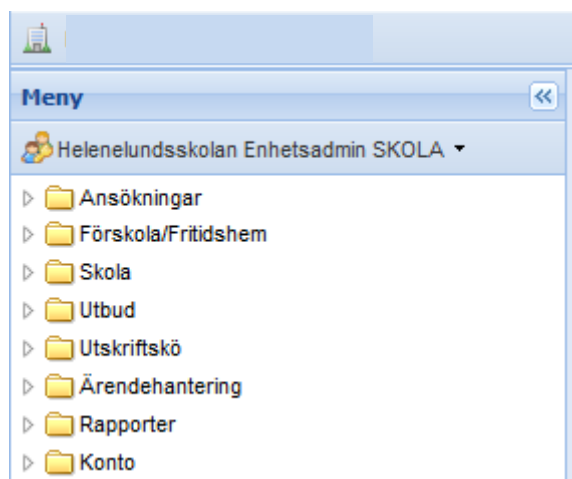 Meny
Helenelundsskolan Enhetsadmin SKOLA
Ansökningar
Förskola/Fritidshem
Skola
Utbud
Utskriftskö
Ärendehantering
Rapporter
Konto